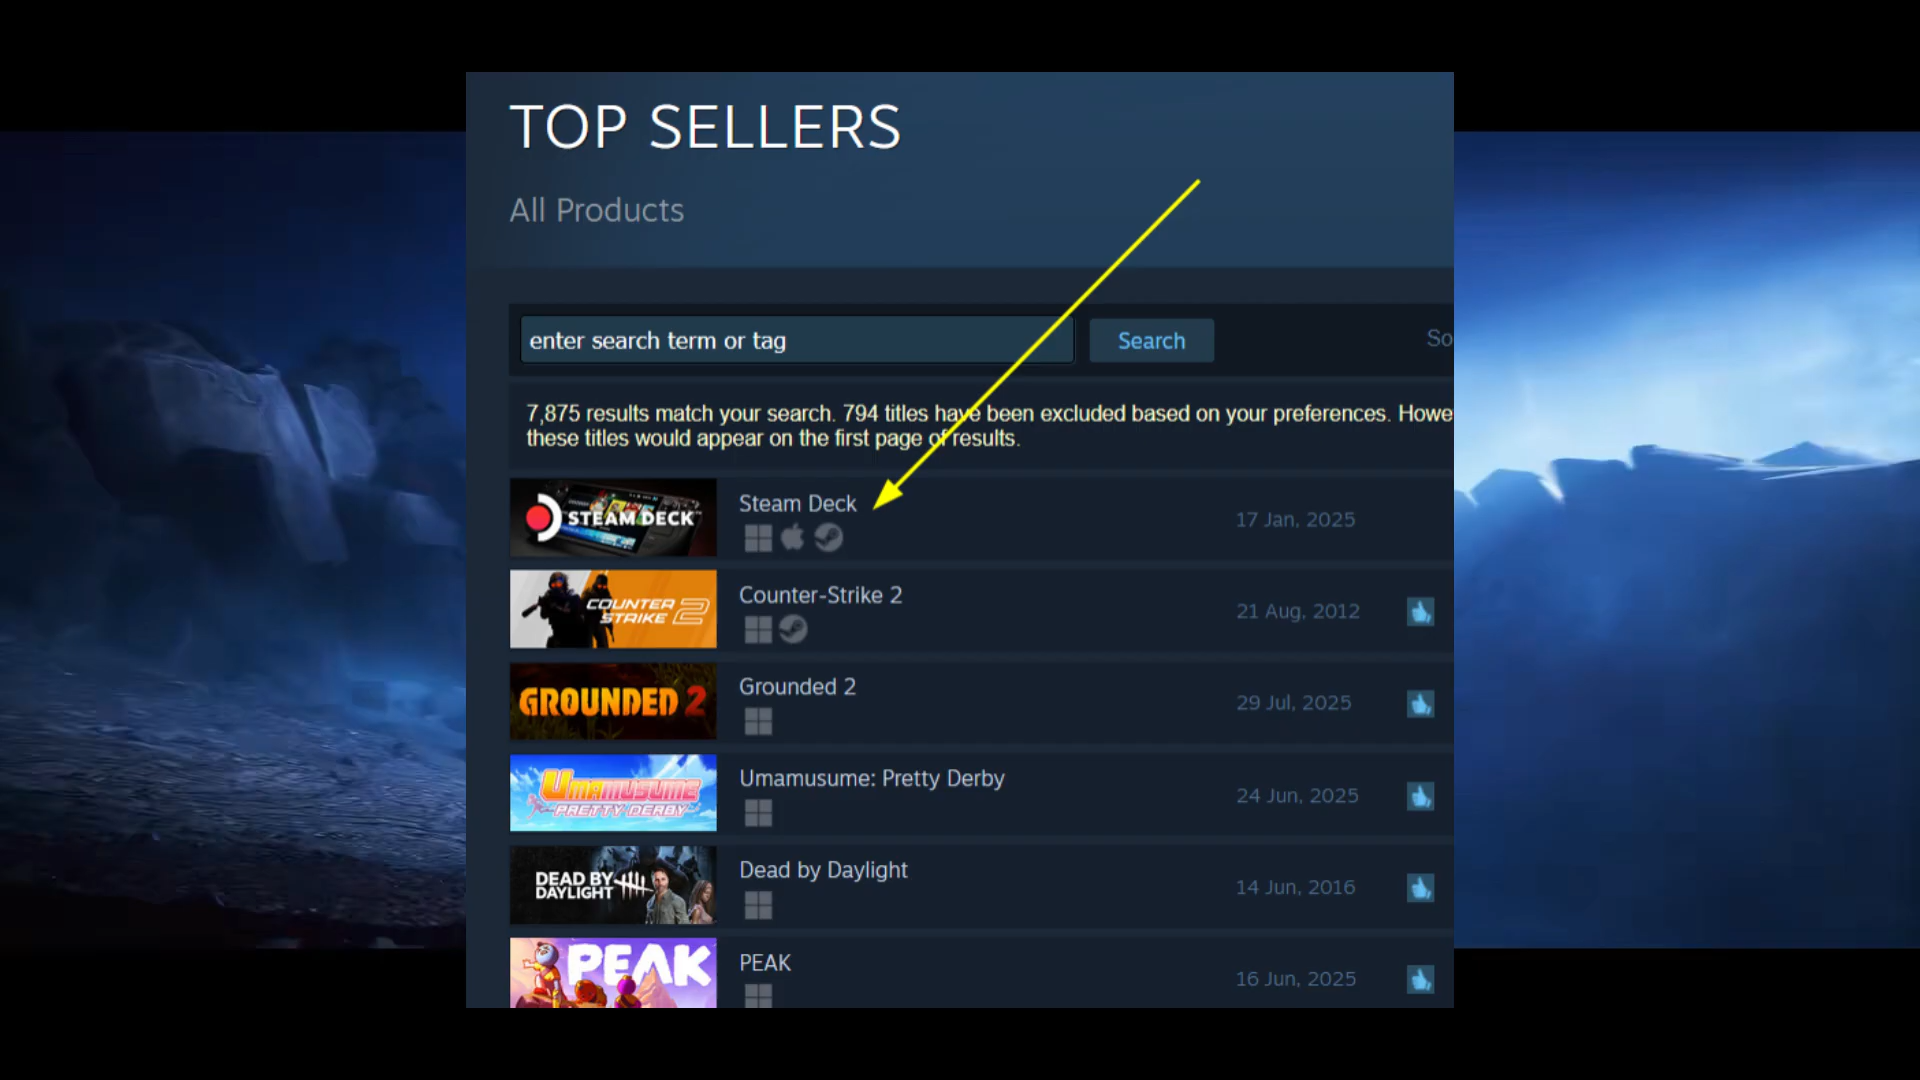 TOP SELLERS
All Products
enter search term or tag
Search
So
7,875 results match your search. 794 titles have been excluded based on your preferences. Howe
these titles would appear on the first page of results.
STEAM DECK
Steam Deck
17 Jan, 2025
COUNTER
STRIKE 2
Counter-Strike 2
21 Aug, 2012
GROUNDED 2
Grounded 2
29 Jul, 2025
UMAMUSUME
PRETTY DERBY
Umamusume: Pretty Derby
24 Jun, 2025
DEAD BY
DAYLIGHT
Dead by Daylight
14 Jun, 2016
PEAK
PEAK
16 Jun, 2025